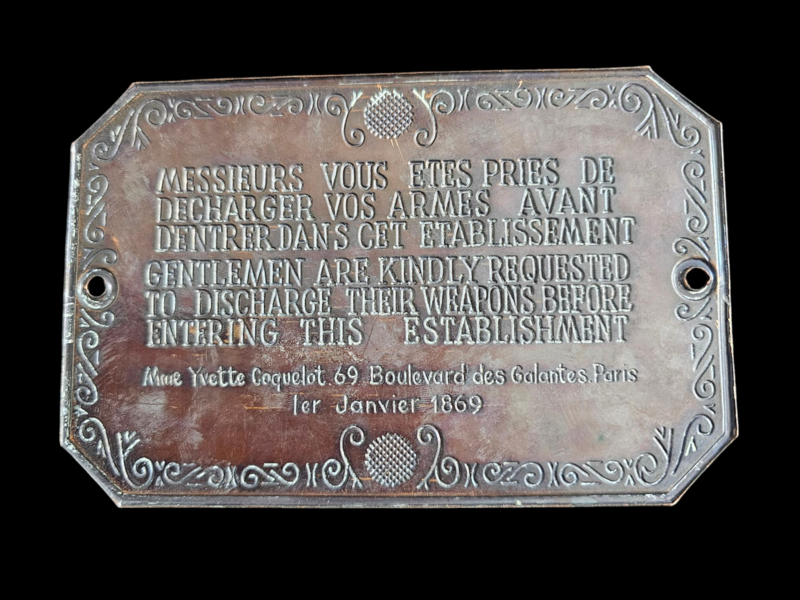 MESSIEURS VOUS ETES PRIES DE
DECHARGER VOS ARMES AVANT
D'ENTRER DANS CET ETABLISSEMENT
GENTLEMEN ARE KINDLY REQUESTED
TO DISCHARGE THEIR WEAPONS BEFORE
ENTERING THIS ESTABLISHMENT
Mme Yvette Coquelot. 69 Boulevard des Galantes. Paris
1er Janvier 1869